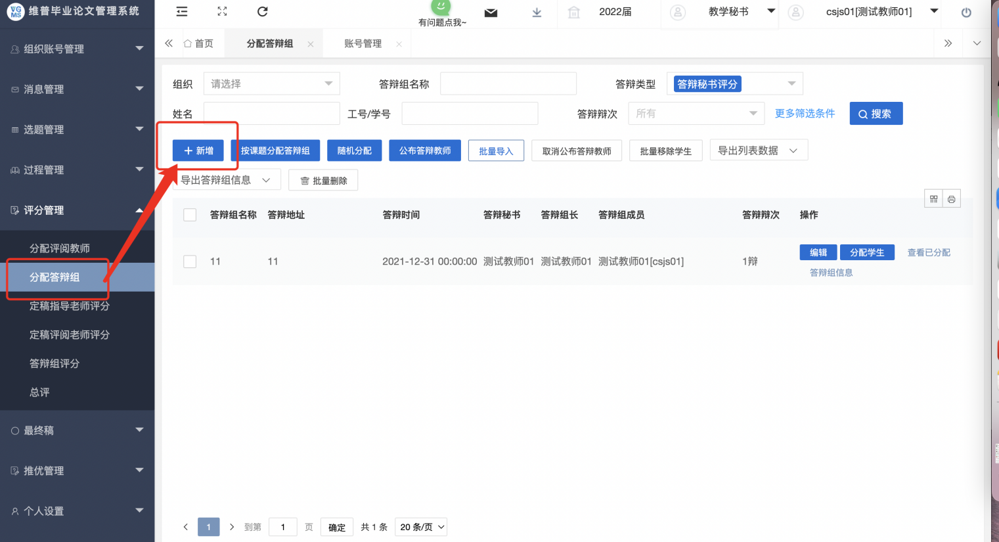 VGMS 维普毕业论文管理系统
有问题点我~
2022届
教学秘书
csjs01[测试教师01]
首页
分配答辩组
账号管理
组织账号管理
消息管理
选题管理
过程管理
评分管理
分配评阅教师
分配答辩组
定稿指导老师评分
定稿评阅老师评分
答辩组评分
总评
最终稿
推优管理
个人设置
组织 请选择 答辩组名称 答辩类型 答辩秘书评分
姓名 工号/学号 答辩辩次 所有 更多筛选条件 搜索
+ 新增 按课题分配答辩组 随机分配 公布答辩教师 批量导入 取消公布答辩教师 批量移除学生 导出列表数据
导出答辩组信息 批量删除
答辩组名称 答辩地址 答辩时间 答辩秘书 答辩组长 答辩组成员 答辩辩次 操作
11 11 2021-12-31 00:00:00 测试教师01 测试教师01 测试教师01[csjs01] 1辩 编辑 分配学生 查看已分配
答辩组信息
1 到第 1 页 确定 共 1 条 20 条/页